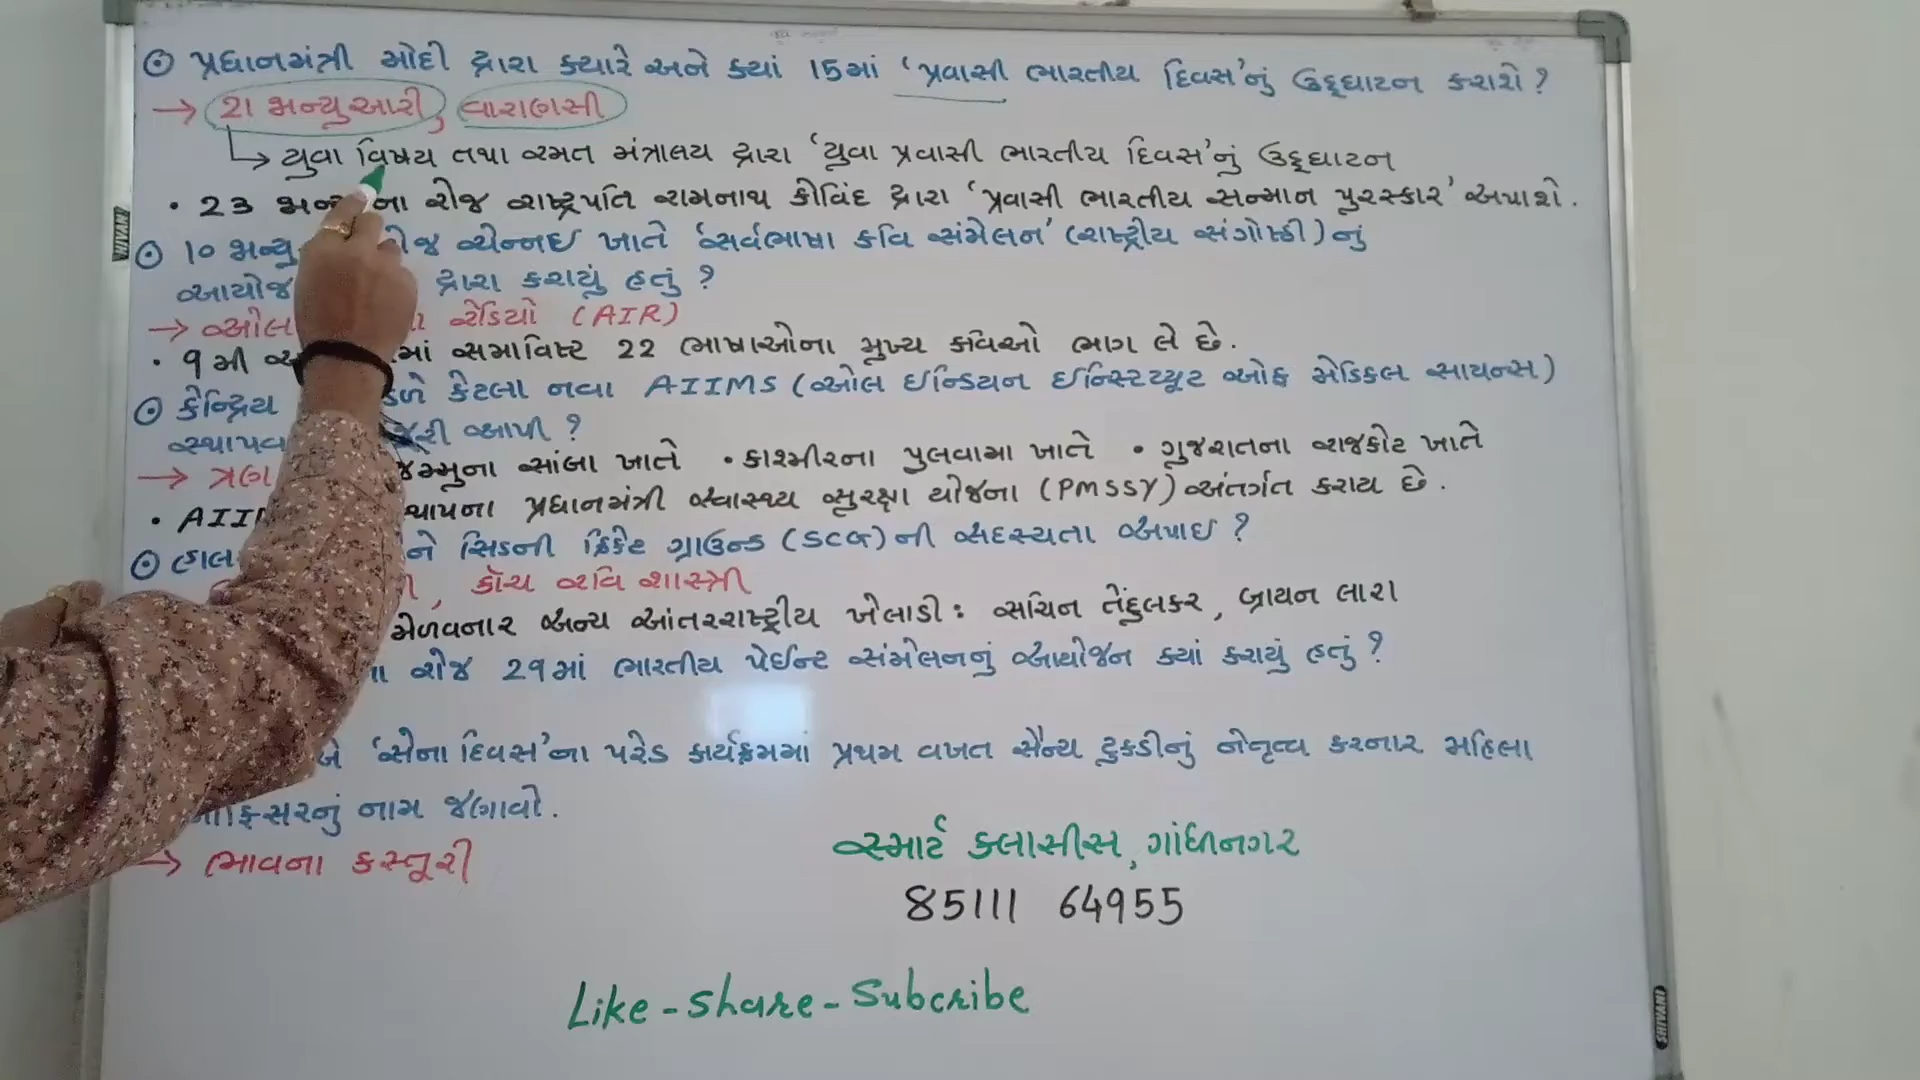 ⊙ પ્રધાનમંત્રી મોદી દ્વારા ક્યારે અને ક્યાં 15માં 'પ્રવાસી ભારતીય દિવસ'નું ઉદ્દઘાટન કરાશે ?
→ 21 જાન્યુઆરી, વારાણસી
↳ યુવા વિષય તથા રમત મંત્રાલય દ્વારા 'યુવા પ્રવાસી ભારતીય દિવસ'નું ઉદ્દઘાટન
• 23 ના રોજ રાષ્ટ્રપતિ રામનાથ કોવિંદ દ્વારા 'પ્રવાસી ભારતીય સન્માન પુરસ્કાર' અપાશે.
⊙ 10 ચેન્નઈ ખાતે 'સર્વભાષા કવિ સંમેલન' (રાષ્ટ્રીય સંગોષ્ઠી)નું
દ્વારા કરાયું હતું ?
→ ઓલ રેડિયો (AIR)
• 9 મી માં સમાવિષ્ટ 22 ભાષાઓના મુખ્ય કવિઓ ભાગ લે છે.
⊙ કેન્દ્રિય કેટલા નવા AIIMS (ઓલ ઈન્ડિયન ઈન્સ્ટિટ્યૂટ ઓફ મેડિકલ સાયન્સ)
આપી ?
→ ત્રણ જમ્મુના સાંબા ખાતે • કાશ્મીરના પુલવામા ખાતે • ગુજરાતના રાજકોટ ખાતે
• પ્રધાનમંત્રી સ્વાસ્થ્ય સુરક્ષા યોજના (PMSSY) અંતર્ગત કરાય છે.
⊙ ને સિડની ક્રિકેટ ગ્રાઉન્ડ (SCG)ની સદસ્યતા અપાઈ ?
, કૉચ રવિ શાસ્ત્રી
મેળવનાર અન્ય આંતરરાષ્ટ્રીય ખેલાડી : સચિન તેંદુલકર, બ્રાયન લારા
રોજ 29માં ભારતીય પેઈન્ટ સંમેલનનું આયોજન ક્યાં કરાયું હતું ?
'સેના દિવસ'ના પરેડ કાર્યક્રમમાં પ્રથમ વખત સૈન્ય ટુકડીનું નેતૃત્વ કરનાર મહિલા
નામ જણાવો.
→ ભાવના કસ્તૂરી
સ્માર્ટ ક્લાસીસ, ગાંધીનગર
85111 64955
Like - Share - Subcribe
SHIVANI
SHIVANI